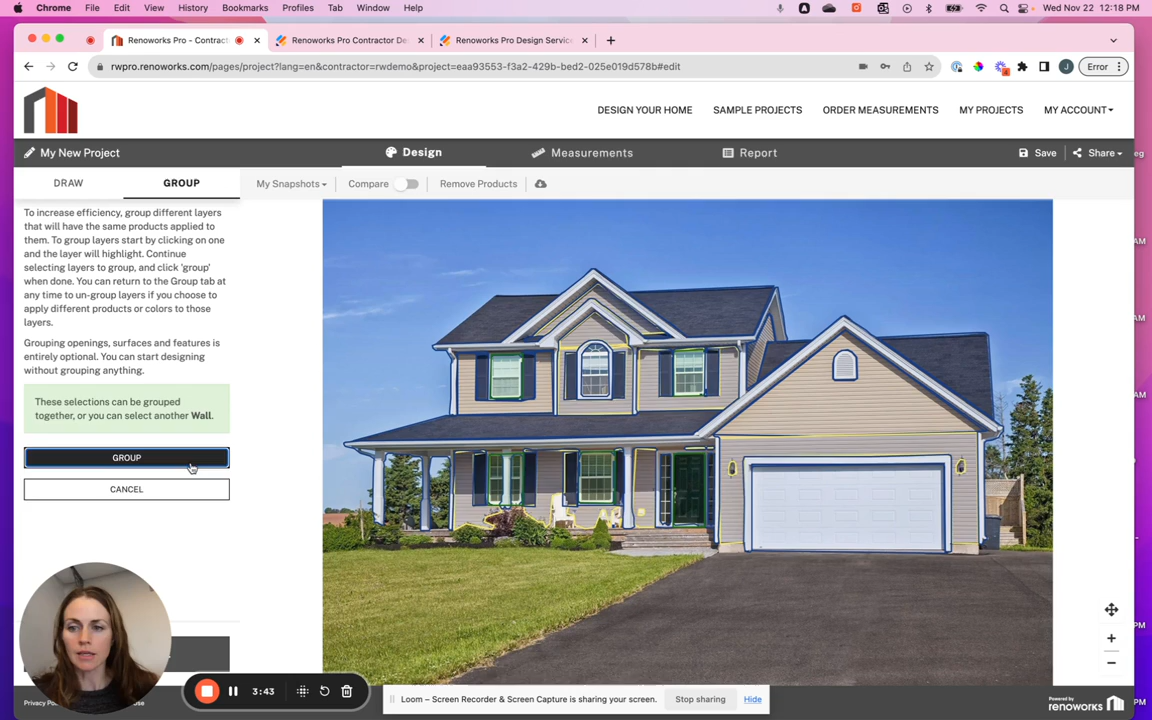 Chrome File Edit View History Bookmarks Profiles Tab Window Help
Wed Nov 22 12:18 PM
Renoworks Pro - Contract
Renoworks Pro Contractor De
Renoworks Pro Design Service
rwpro.renoworks.com/pages/project?lang=en&contractor=rwdemo&project=eaa93553-f3a2-429b-bed2-025e019d578b#edit
Error
DESIGN YOUR HOME
SAMPLE PROJECTS
ORDER MEASUREMENTS
MY PROJECTS
MY ACCOUNT
My New Project
Design
Measurements
Report
Save
Share
DRAW
GROUP
My Snapshots
Compare
Remove Products
To increase efficiency, group different layers
that will have the same products applied to
them. To group layers start by clicking on one
and the layer will highlight. Continue
selecting layers to group, and click 'group'
when done. You can return to the Group tab at
any time to un-group layers if you choose to
apply different products or colors to those
layers.
Grouping openings, surfaces and features is
entirely optional. You can start designing
without grouping anything.
These selections can be grouped
together, or you can select another Wall.
GROUP
CANCEL
3:43
Loom – Screen Recorder & Screen Capture is sharing your screen.
Stop sharing
Hide
Powered by
renoworks